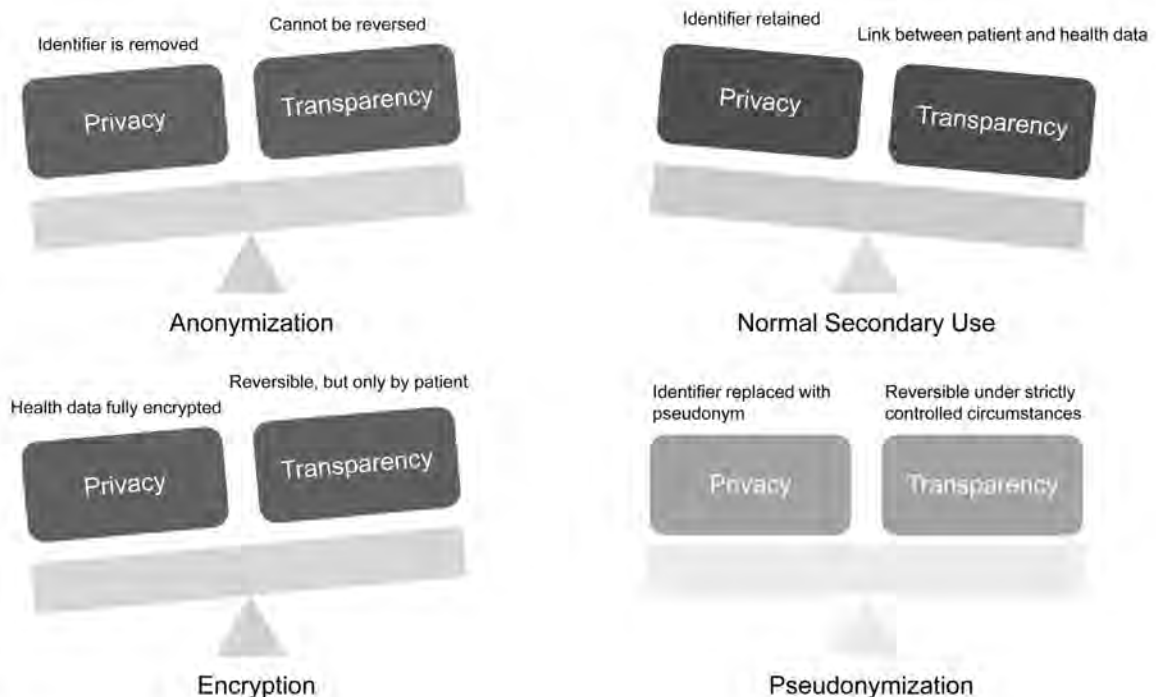 Identifier is removed
Cannot be reversed
Privacy
Transparency
Anonymization
Identifier retained
Link between patient and health data
Privacy
Transparency
Normal Secondary Use
Health data fully encrypted
Reversible, but only by patient
Privacy
Transparency
Encryption
Identifier replaced with
pseudonym
Reversible under strictly
controlled circumstances
Privacy
Transparency
Pseudonymization